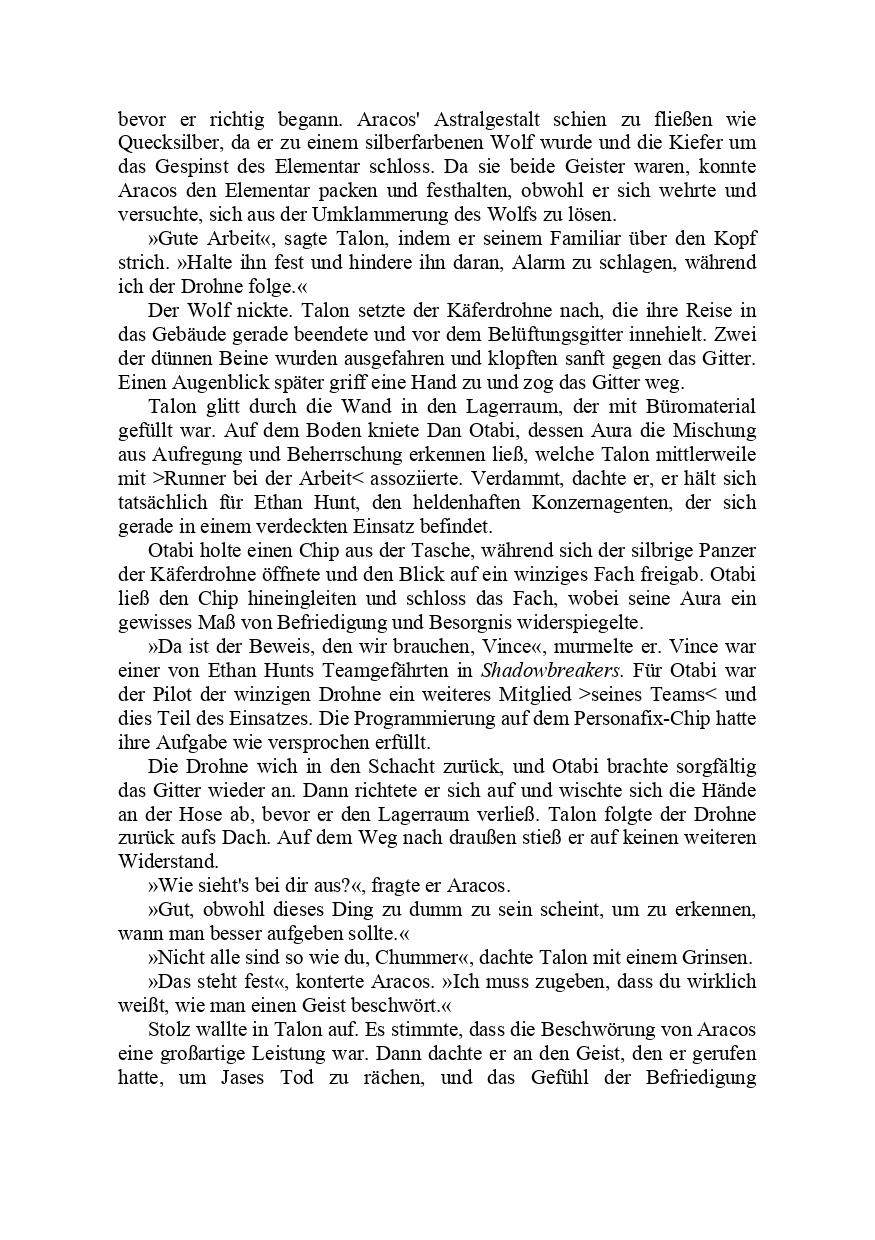 bevor er richtig begann. Aracos' Astralgestalt schien zu fließen wie
Quecksilber, da er zu einem silberfarbenen Wolf wurde und die Kiefer um
das Gespinst des Elementar schloss. Da sie beide Geister waren, konnte
Aracos den Elementar packen und festhalten, obwohl er sich wehrte und
versuchte, sich aus der Umklammerung des Wolfs zu lösen.
»Gute Arbeit«, sagte Talon, indem er seinem Familiar über den Kopf
strich. »Halte ihn fest und hindere ihn daran, Alarm zu schlagen, während
ich der Drohne folge.«
Der Wolf nickte. Talon setzte der Käferdrohne nach, die ihre Reise in
das Gebäude gerade beendete und vor dem Belüftungsgitter innehielt. Zwei
der dünnen Beine wurden ausgefahren und klopften sanft gegen das Gitter.
Einen Augenblick später griff eine Hand zu und zog das Gitter weg.
Talon glitt durch die Wand in den Lagerraum, der mit Büromaterial
gefüllt war. Auf dem Boden kniete Dan Otabi, dessen Aura die Mischung
aus Aufregung und Beherrschung erkennen ließ, welche Talon mittlerweile
mit >Runner bei der Arbeit< assoziierte. Verdammt, dachte er, er hält sich
tatsächlich für Ethan Hunt, den heldenhaften Konzernagenten, der sich
gerade in einem verdeckten Einsatz befindet.
Otabi holte einen Chip aus der Tasche, während sich der silbrige Panzer
der Käferdrohne öffnete und den Blick auf ein winziges Fach freigab. Otabi
ließ den Chip hineingleiten und schloss das Fach, wobei seine Aura ein
gewisses Maß von Befriedigung und Besorgnis widerspiegelte.
»Da ist der Beweis, den wir brauchen, Vince«, murmelte er. Vince war
einer von Ethan Hunts Teamgefährten in Shadowbreakers. Für Otabi war
der Pilot der winzigen Drohne ein weiteres Mitglied >seines Teams< und
dies Teil des Einsatzes. Die Programmierung auf dem Personafix-Chip hatte
ihre Aufgabe wie versprochen erfüllt.
Die Drohne wich in den Schacht zurück, und Otabi brachte sorgfältig
das Gitter wieder an. Dann richtete er sich auf und wischte sich die Hände
an der Hose ab, bevor er den Lagerraum verließ. Talon folgte der Drohne
zurück aufs Dach. Auf dem Weg nach draußen stieß er auf keinen weiteren
Widerstand.
»Wie sieht's bei dir aus?«, fragte er Aracos.
»Gut, obwohl dieses Ding zu dumm zu sein scheint, um zu erkennen,
wann man besser aufgeben sollte.«
»Nicht alle sind so wie du, Chummer«, dachte Talon mit einem Grinsen.
»Das steht fest«, konterte Aracos. »Ich muss zugeben, dass du wirklich
weißt, wie man einen Geist beschwört.«
Stolz wallte in Talon auf. Es stimmte, dass die Beschwörung von Aracos
eine großartige Leistung war. Dann dachte er an den Geist, den er gerufen
hatte, um Jases Tod zu rächen, und das Gefühl der Befriedigung